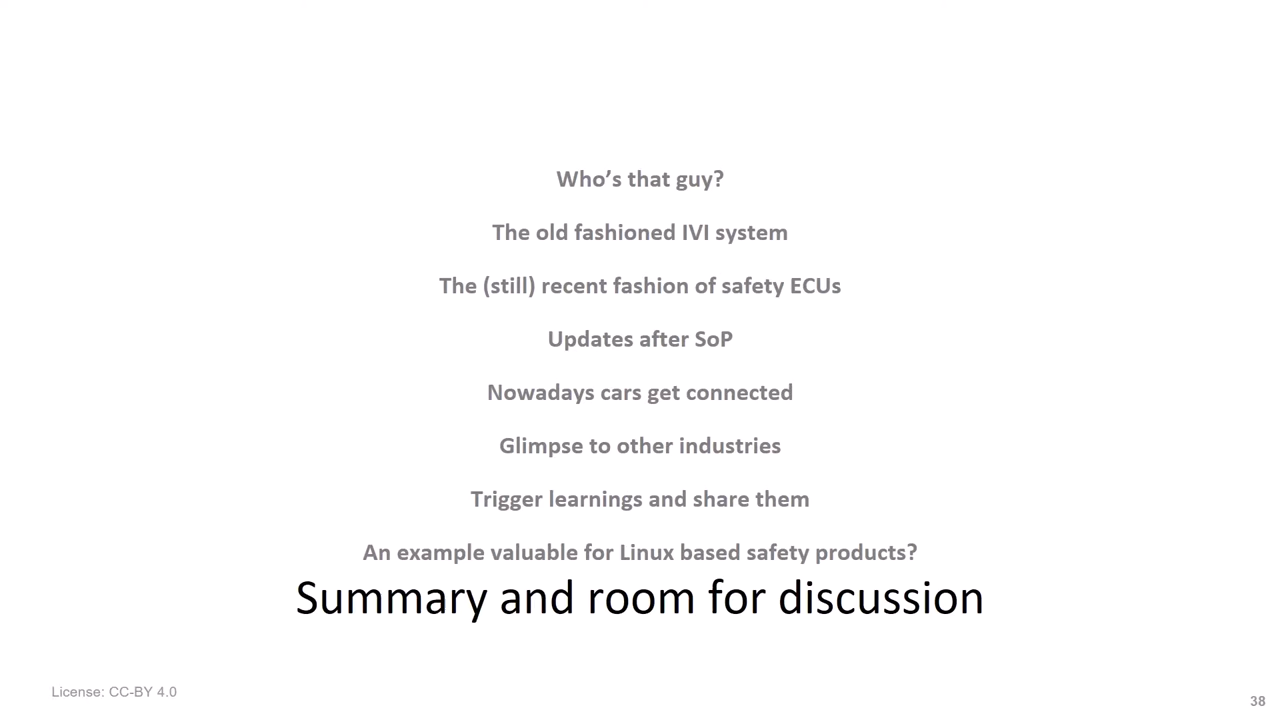 Who’s that guy?
The old fashioned IVI system
The (still) recent fashion of safety ECUs
Updates after SoP
Nowadays cars get connected
Glimpse to other industries
Trigger learnings and share them
An example valuable for Linux based safety products?
Summary and room for discussion
License: CC-BY 4.0
38